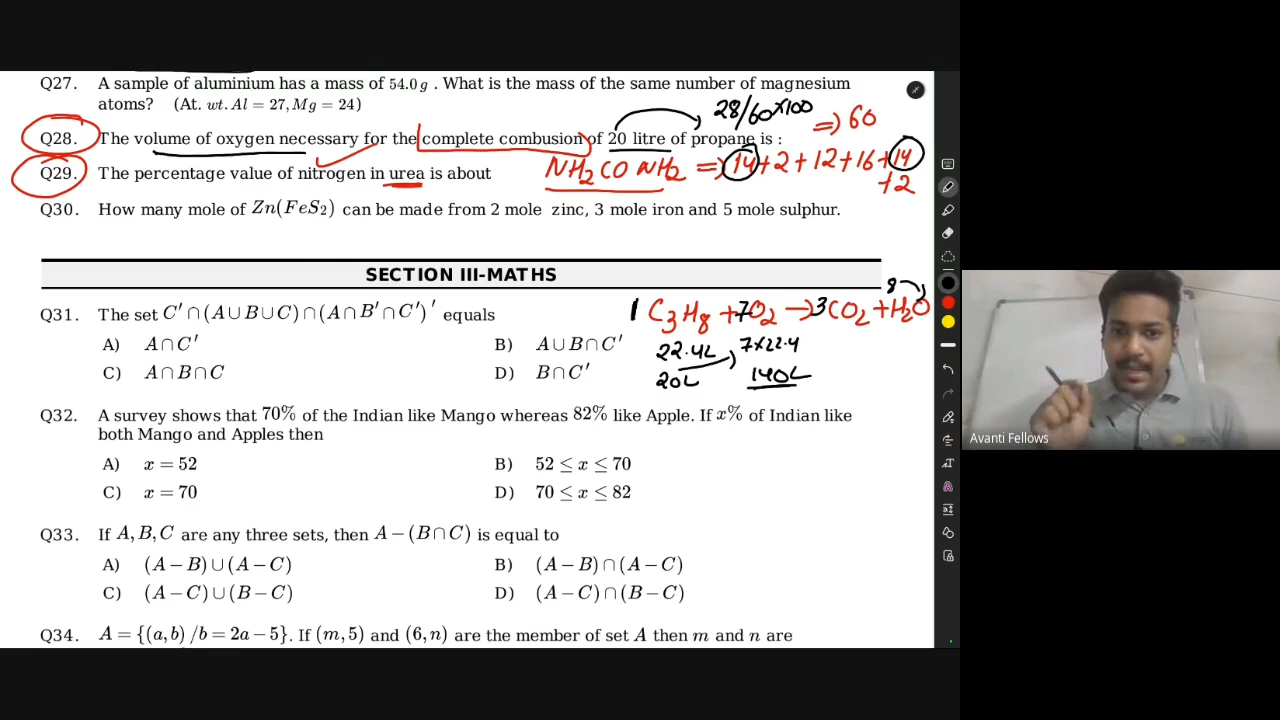 Q27. A sample of aluminium has a mass of 54.0 g . What is the mass of the same number of magnesium
atoms? (At. wt. Al = 27, Mg = 24)
28/60×100
⇒) 60
Q28. The volume of oxygen necessary for the complete combusion of 20 litre of propane is :
NH2 CO NH2 ⇒ 14+2+12+16+14
+2
Q29. The percentage value of nitrogen in urea is about
Q30. How many mole of Zn(FeS2) can be made from 2 mole zinc, 3 mole iron and 5 mole sulphur.
SECTION III-MATHS
Q31. The set C′∩(A∪B∪C)∩(A∩B′∩C′)′ equals
A) A∩C′
B) A∪B∩C′
C) A∩B∩C
D) B∩C′
8
1 C3H8 + 7O2 → 3CO2 + H2O
22.4L 7×22.4
20L 140L
Q32. A survey shows that 70% of the Indian like Mango whereas 82% like Apple. If x% of Indian like
both Mango and Apples then
A) x = 52
B) 52 ≤ x ≤ 70
C) x = 70
D) 70 ≤ x ≤ 82
Q33. If A, B, C are any three sets, then A−(B∩C) is equal to
A) (A−B)∪(A−C)
B) (A−B)∩(A−C)
C) (A−C)∪(B−C)
D) (A−C)∩(B−C)
Q34. A = {(a,b) /b = 2a−5}. If (m,5) and (6,n) are the member of set A then m and n are
Avanti Fellows